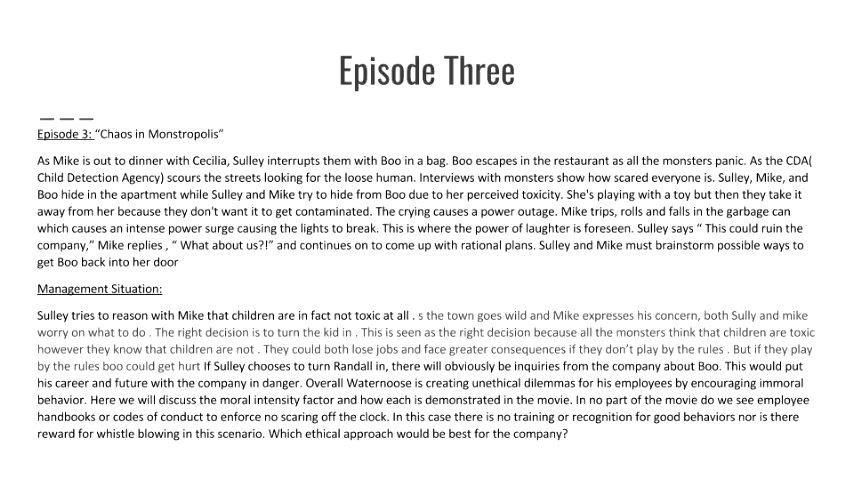 Episode Three
Episode 3: “Chaos in Monstropolis”
As Mike is out to dinner with Cecilia, Sulley interrupts them with Boo in a bag. Boo escapes in the restaurant as all the monsters panic. As the CDA(
Child Detection Agency) scours the streets looking for the loose human. Interviews with monsters show how scared everyone is. Sulley, Mike, and
Boo hide in the apartment while Sulley and Mike try to hide from Boo due to her perceived toxicity. She's playing with a toy but then they take it
away from her because they don't want it to get contaminated. The crying causes a power outage. Mike trips, rolls and falls in the garbage can
which causes an intense power surge causing the lights to break. This is where the power of laughter is foreseen. Sulley says “ This could ruin the
company,” Mike replies , “ What about us?!” and continues on to come up with rational plans. Sulley and Mike must brainstorm possible ways to
get Boo back into her door
Management Situation:
Sulley tries to reason with Mike that children are in fact not toxic at all . s the town goes wild and Mike expresses his concern, both Sully and mike
worry on what to do . The right decision is to turn the kid in . This is seen as the right decision because all the monsters think that children are toxic
however they know that children are not . They could both lose jobs and face greater consequences if they don’t play by the rules . But if they play
by the rules boo could get hurt If Sulley chooses to turn Randall in, there will obviously be inquiries from the company about Boo. This would put
his career and future with the company in danger. Overall Waternoose is creating unethical dilemmas for his employees by encouraging immoral
behavior. Here we will discuss the moral intensity factor and how each is demonstrated in the movie. In no part of the movie do we see employee
handbooks or codes of conduct to enforce no scaring off the clock. In this case there is no training or recognition for good behaviors nor is there
reward for whistle blowing in this scenario. Which ethical approach would be best for the company?